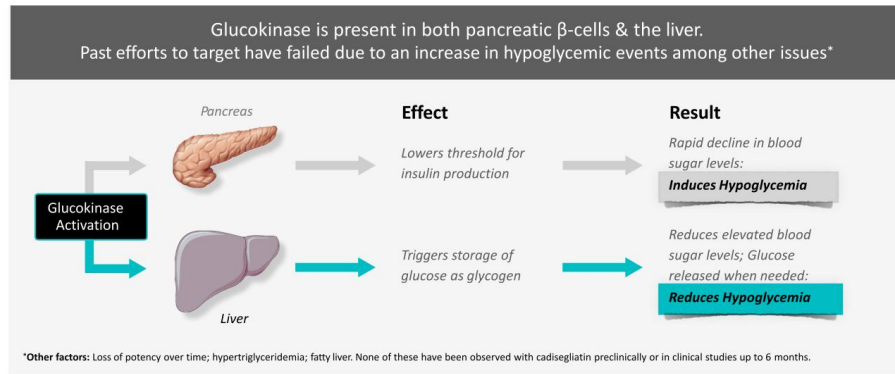 Glucokinase is present in both pancreatic β-cells & the liver.
Past efforts to target have failed due to an increase in hypoglycemic events among other issues*
Pancreas
Effect
Result
Lowers threshold for
insulin production
Rapid decline in blood
sugar levels:
Induces Hypoglycemia
Glucokinase
Activation
Triggers storage of
glucose as glycogen
Reduces elevated blood
sugar levels; Glucose
released when needed:
Reduces Hypoglycemia
Liver
*Other factors: Loss of potency over time; hypertriglyceridemia; fatty liver. None of these have been observed with cadisegliatin preclinically or in clinical studies up to 6 months.